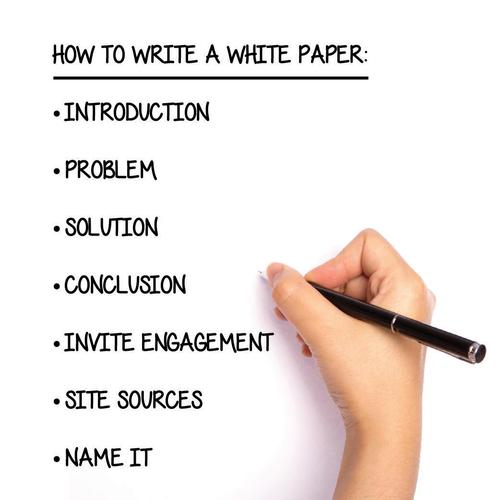 HOW TO WRITE A WHITE PAPER:
• INTRODUCTION
• PROBLEM
• SOLUTION
• CONCLUSION
• INVITE ENGAGEMENT
• SITE SOURCES
• NAME IT